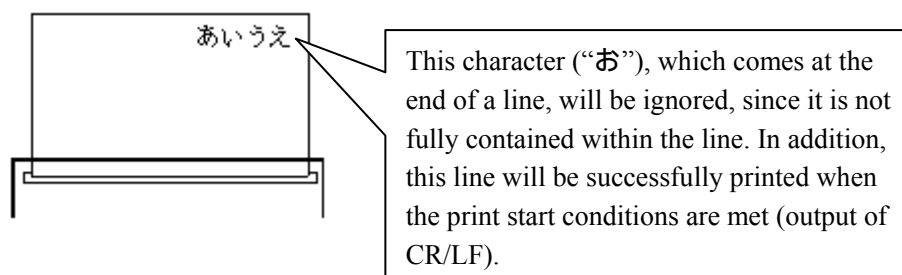 あいうえ
This character (“お”), which comes at the
end of a line, will be ignored, since it is not
fully contained within the line. In addition,
this line will be successfully printed when
the print start conditions are met (output of
CR/LF).